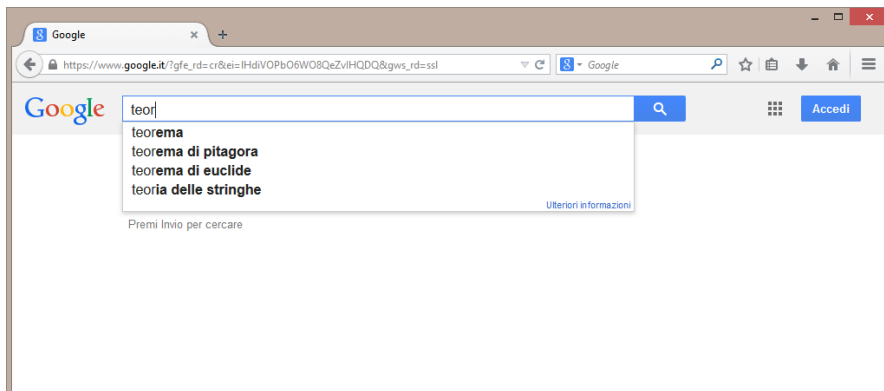 Google
https://www.google.it/?gfe_rd=cr&ei=IHdiVOPbO6WO8QeZvIHQDQ&gws_rd=ssl
Google
Google
teor
Accedi
teorema
teorema di pitagora
teorema di euclide
teoria delle stringhe
Ulteriori informazioni
Premi Invio per cercare